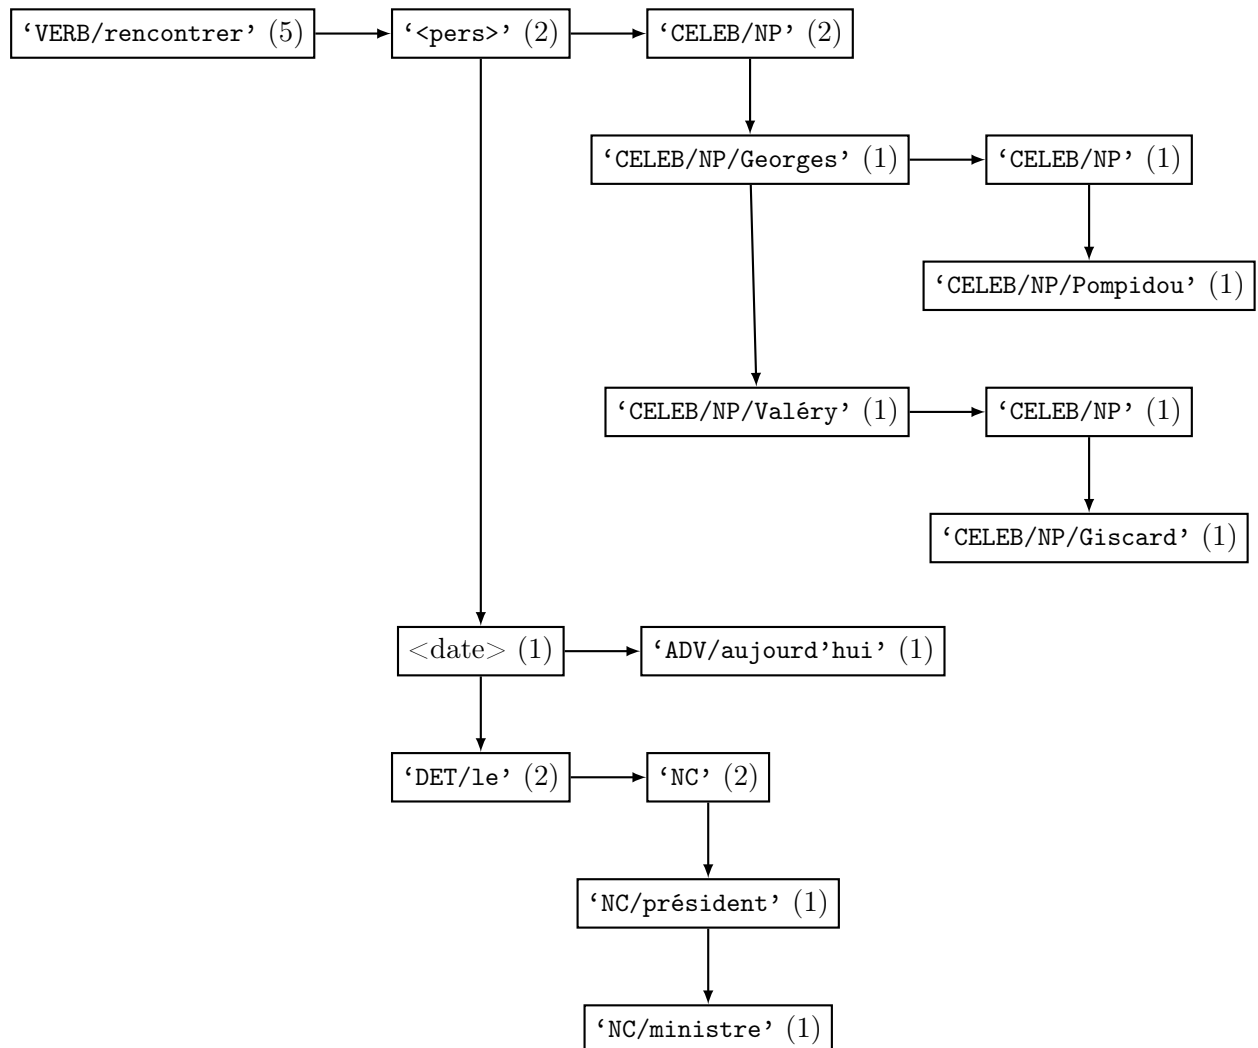 ‘VERB/rencontrer’ (5) ‘<pers>’ (2) ‘CELEB/NP’ (2)
‘CELEB/NP/Georges’ (1) ‘CELEB/NP’ (1)
‘CELEB/NP/Pompidou’ (1)
‘CELEB/NP/Valéry’ (1) ‘CELEB/NP’ (1)
‘CELEB/NP/Giscard’ (1)
<date> (1) ‘ADV/aujourd'hui’ (1)
‘DET/le’ (2) ‘NC’ (2)
‘NC/président’ (1)
‘NC/ministre’ (1)